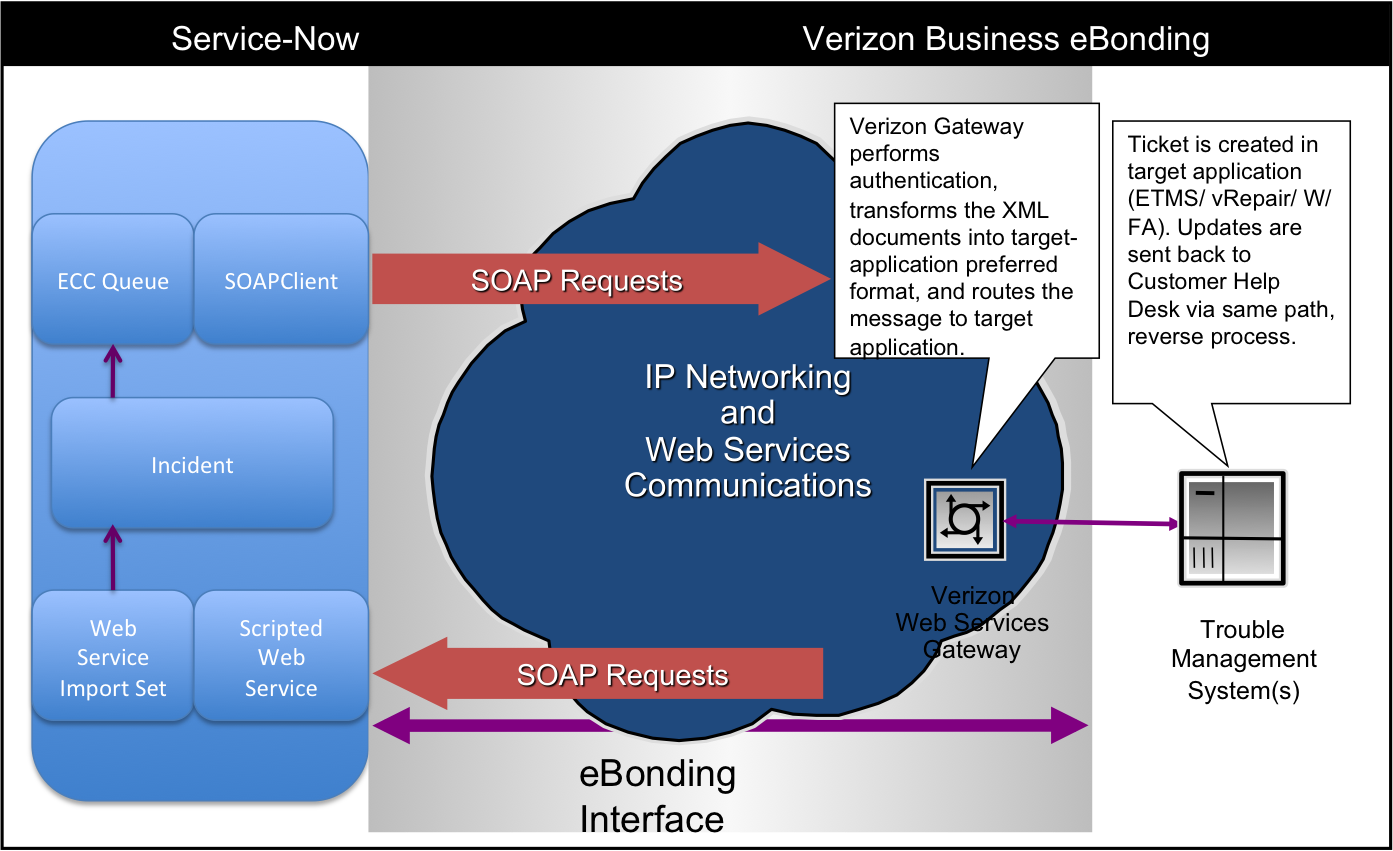 Service-Now
Verizon Business eBonding
ECC Queue
SOAPClient
Incident
Web
Service
Import Set
Scripted
Web
Service
SOAP Requests
IP Networking
and
Web Services
Communications
SOAP Requests
eBonding
Interface
Verizon Gateway
performs
authentication,
transforms the XML
documents into target-
application preferred
format, and routes the
message to target
application.
Verizon
Web Services
Gateway
Ticket is created in
target application
(ETMS/ vRepair/ W/
FA). Updates are
sent back to
Customer Help
Desk via same path,
reverse process.
Trouble
Management
System(s)